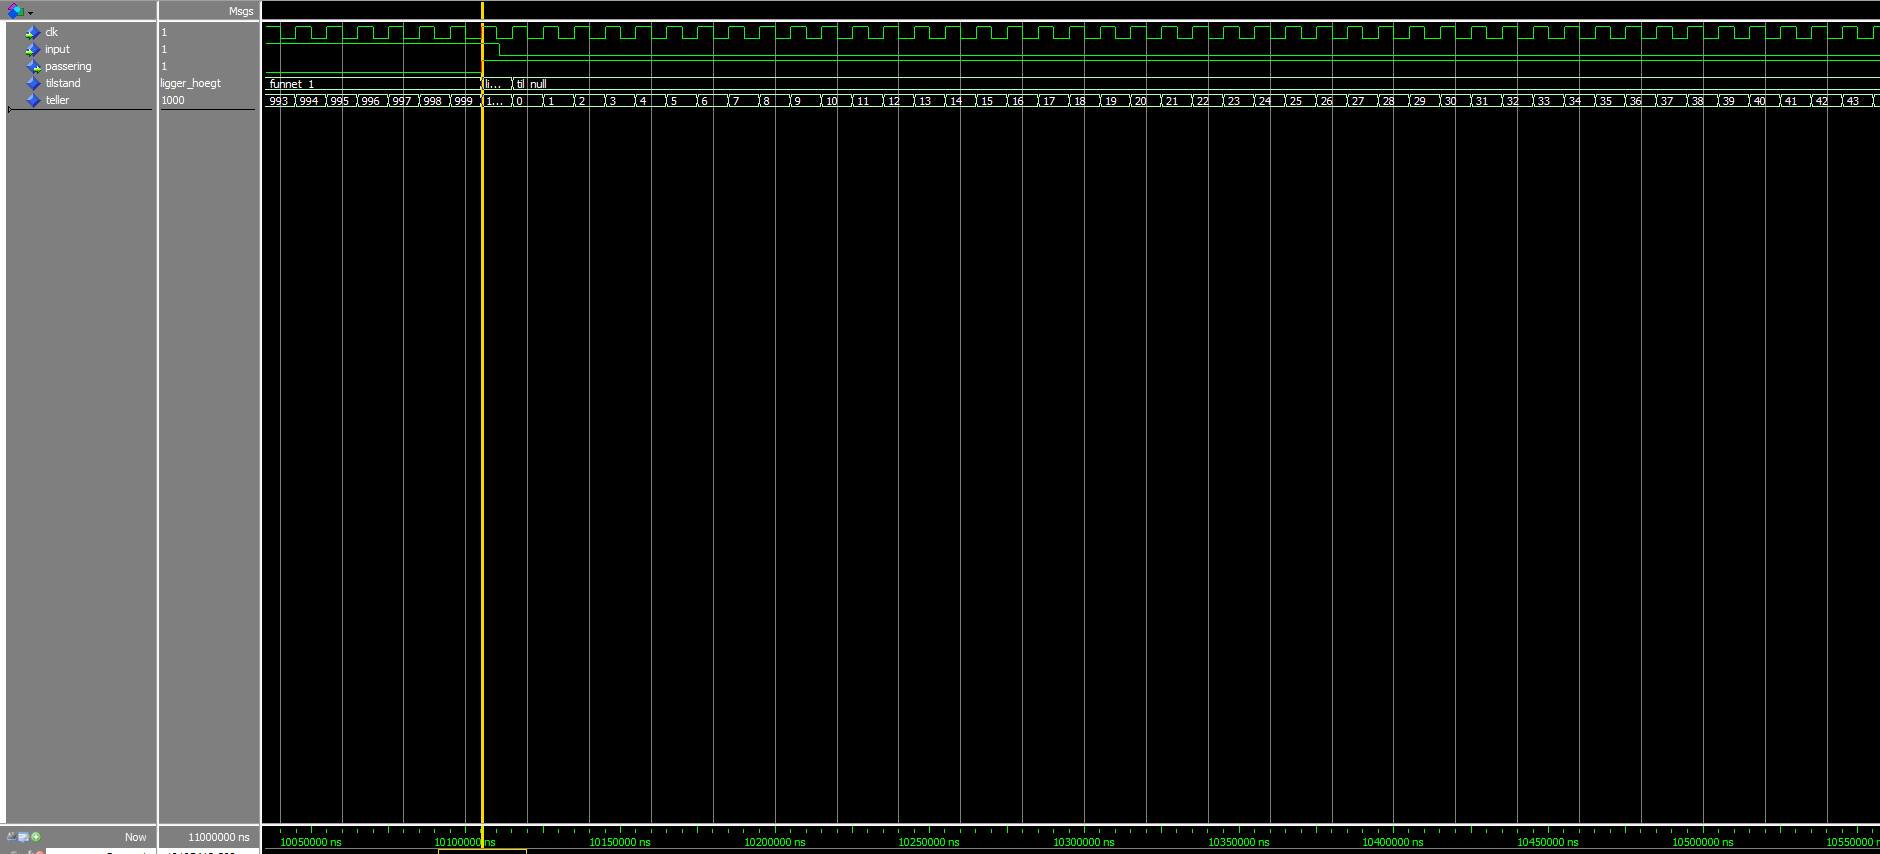 Msgs
clk 1
input 1
passering 1
tilstand ligger_hoegt funnet_1 li... til_null
teller 1000 993 994 995 996 997 998 999 1... 0 1 2 3 4 5 6 7 8 9 10 11 12 13 14 15 16 17 18 19 20 21 22 23 24 25 26 27 28 29 30 31 32 33 34 35 36 37 38 39 40 41 42 43
Now 11000000 ns
10050000 ns 10100000 ns 10150000 ns 10200000 ns 10250000 ns 10300000 ns 10350000 ns 10400000 ns 10450000 ns 10500000 ns 10550000 n